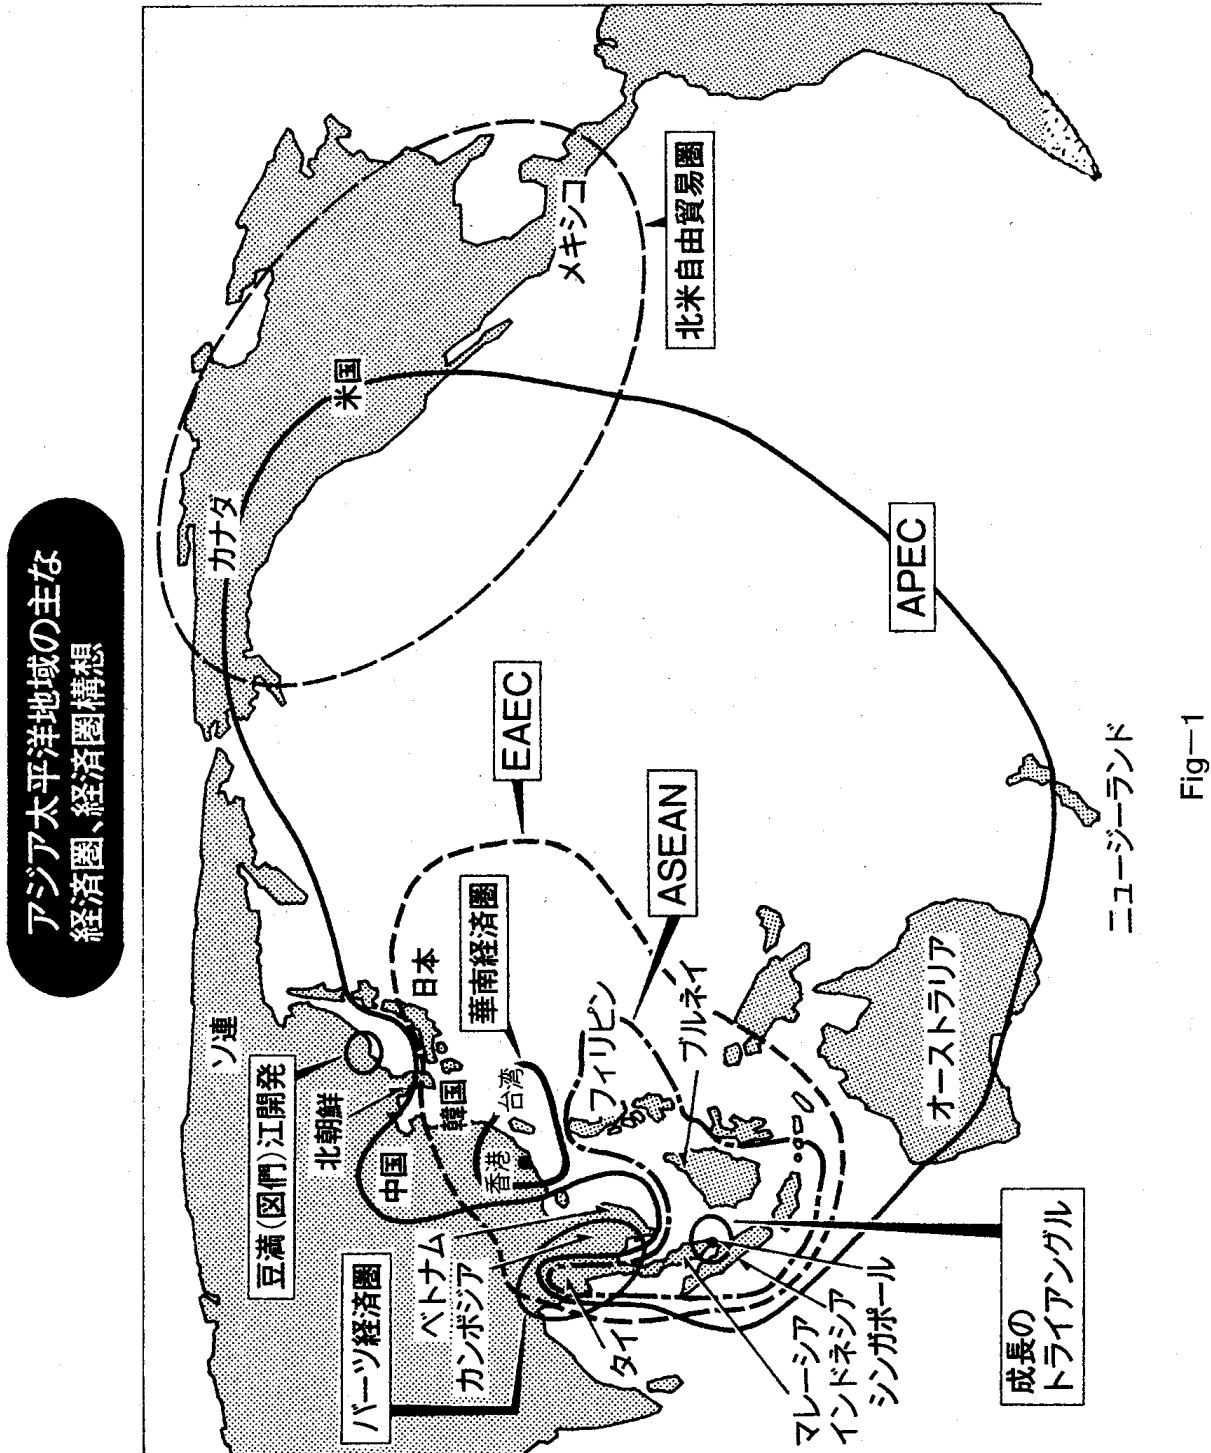 アジア太平洋地域の主な
経済圏、経済圏構想
ソ連
豆満(図們)江開発
北朝鮮
中国
韓国
日本
バーツ経済圏
ベトナム
カンボジア
タイ
香港
台湾
華南経済圏
EAEC
ASEAN
フィリピン
ブルネイ
マレーシア
インドネシア
シンガポール
成長の
トライアングル
オーストラリア
ニュージーランド
APEC
カナダ
米国
メキシコ
北米自由貿易圏
Fig—1